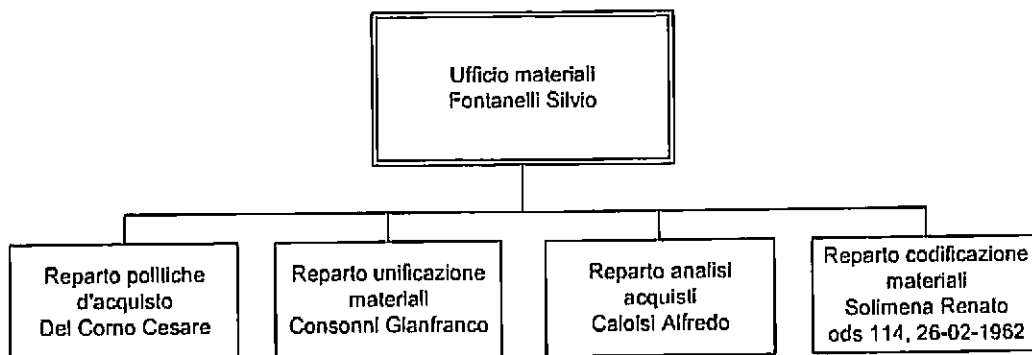 Ufficio materiali
Fontanelli Silvio
Reparto politiche
d'acquisto
Del Corno Cesare
Reparto unificazione
materiali
Consonni Gianfranco
Reparto analisi
acquisti
Caloisi Alfredo
Reparto codificazione
materiali
Solimena Renato
ods 114, 26-02-1962